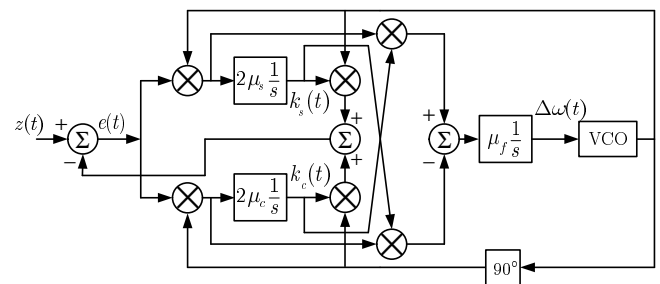 2μ_s 1/s
k_s(t)
z(t) + e(t)
Σ
−
+
Σ
+
+
Σ
−
μ_f 1/s
Δω(t)
VCO
2μ_c 1/s
k_c(t)
90°